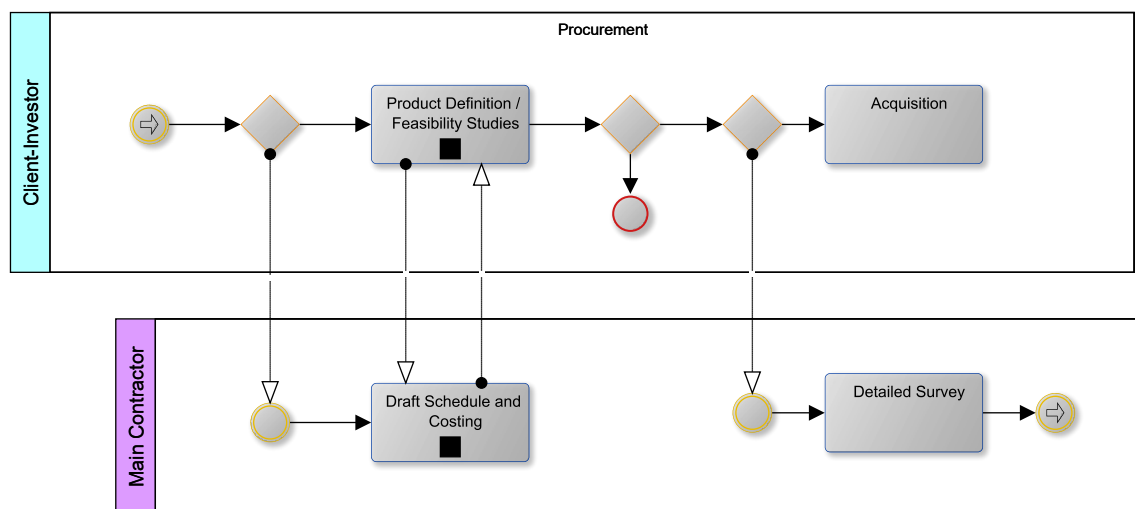 Procurement
Client-Investor
Product Definition /
Feasibility Studies
Acquisition
Main Contractor
Draft Schedule and
Costing
Detailed Survey